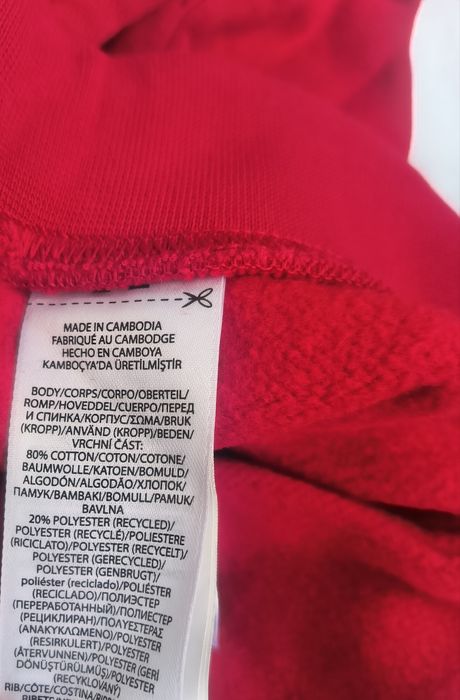 MADE IN CAMBODIA
FABRIQUÉ AU CAMBODGE
HECHO EN CAMBOYA
KAMBOÇYA'DA ÜRETİLMİŞTİR
BODY/CORPS/CORPO/OBERTEIL/
ROMP/HOVEDDEL/CUERPO/ПЕРЕД
И СПИНКА/КОРПУС/ΣΩΜΑ/BRUK
(KROPP)/ANVÄND (KROPP)/BEDEN/
VRCHNÍ ČÁST:
80% COTTON/COTON/COTONE/
BAUMWOLLE/KATOEN/BOMULD/
ALGODÓN/ALGODÃO/ХЛОПОК/
ПАМУК/ΒΑΜΒΑΚΙ/BOMULL/PAMUK/
BAVLNA
20% POLYESTER (RECYCLED)/
POLYESTER (RECYCLÉ)/POLIESTERE
(RICICLATO)/POLYESTER (RECYCELT)/
POLYESTER (GERECYCLED)/
POLYESTER (GENBRUGT)/
poliéster (reciclado)/POLIÉSTER
(RECICLADO)/ПОЛИЭСТЕР
(ПЕРЕРАБОТАННЫЙ)/ПОЛИЕСТЕР
(РЕЦИКЛИРАН)/ΠΟΛΥΕΣΤΕΡΑΣ
(ΑΝΑΚΥΚΛΩΜΕΝΟ)/POLYESTER
(RESIRKULERT)/POLYESTER
(ÅTERVUNNEN)/POLYESTER (GERİ
DÖNÜŞTÜRÜLMÜŞ)/POLYESTER
(RECYKLOVANÝ)
RIB/CÔTE/COSTINA/